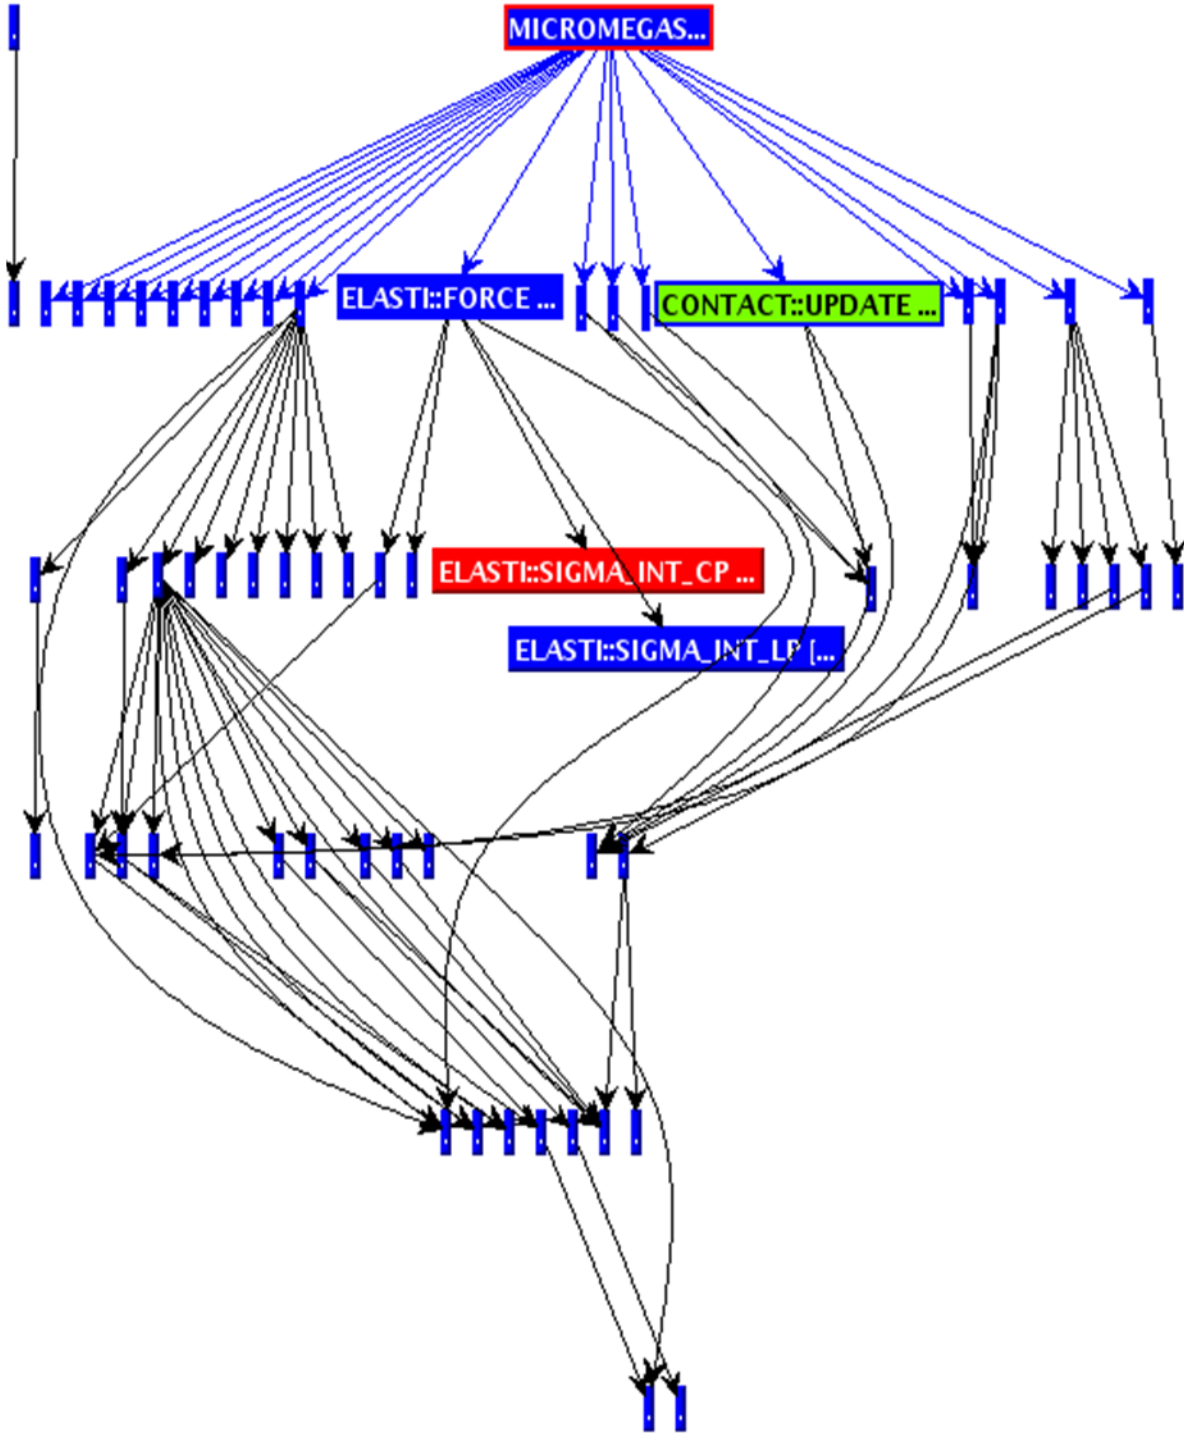 MICROMEGAS...
ELASTI::FORCE ...
CONTACT::UPDATE ...
ELASTI::SIGMA_INT_CP ...
ELASTI::SIGMA_INT_LP [...